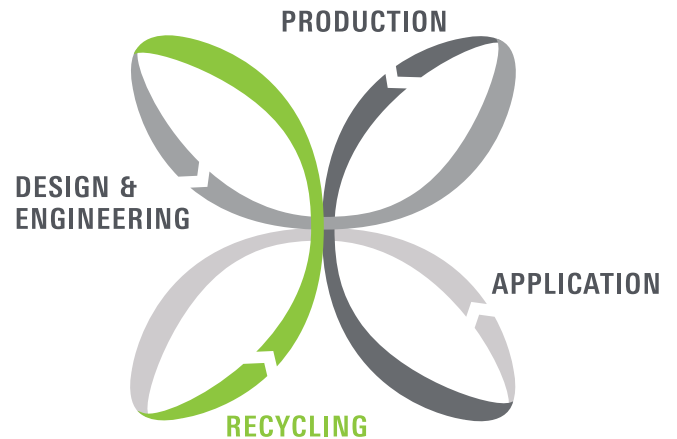 PRODUCTION
DESIGN &
ENGINEERING
APPLICATION
RECYCLING